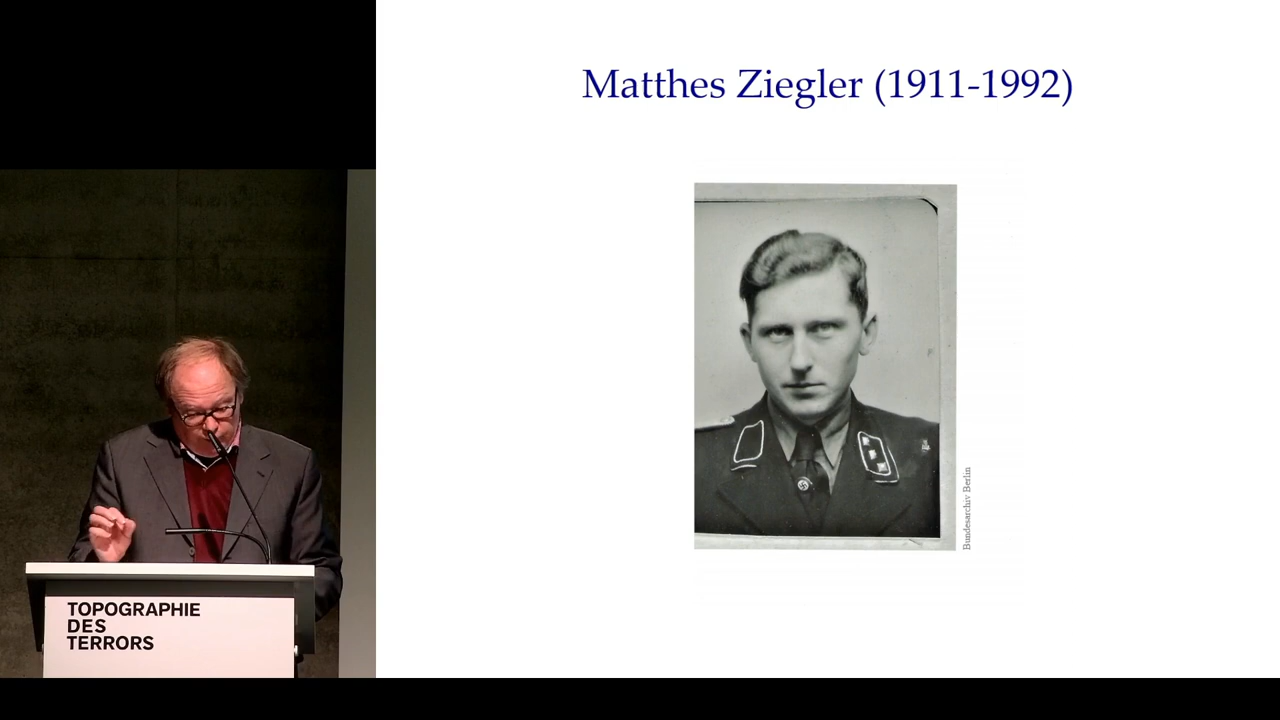 Matthes Ziegler (1911-1992)
Bundesarchiv Berlin
TOPOGRAPHIE
DES
TERRORS